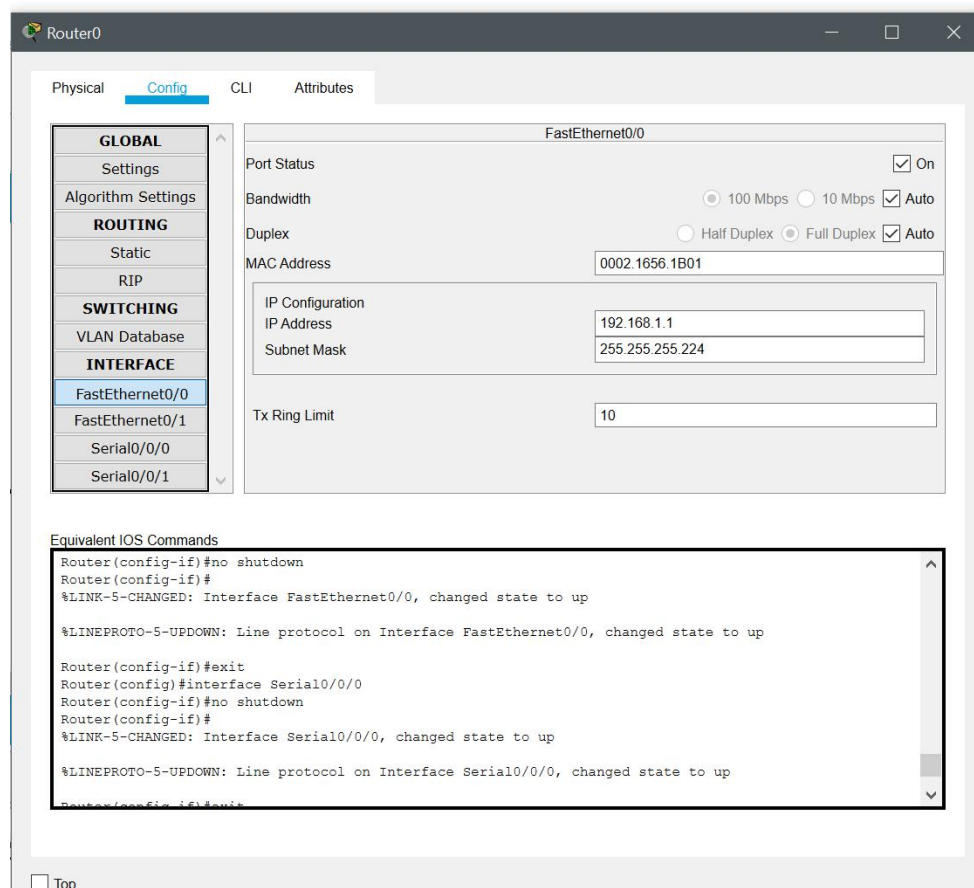 Router0
Physical Config CLI Attributes
GLOBAL
Settings
Algorithm Settings
ROUTING
Static
RIP
SWITCHING
VLAN Database
INTERFACE
FastEthernet0/0
FastEthernet0/1
Serial0/0/0
Serial0/0/1
FastEthernet0/0
Port Status On
Bandwidth 100 Mbps 10 Mbps Auto
Duplex Half Duplex Full Duplex Auto
MAC Address 0002.1656.1B01
IP Configuration
IP Address 192.168.1.1
Subnet Mask 255.255.255.224
Tx Ring Limit 10
Equivalent IOS Commands
Router(config-if)#no shutdown
Router(config-if)#
%LINK-5-CHANGED: Interface FastEthernet0/0, changed state to up
%LINEPROTO-5-UPDOWN: Line protocol on Interface FastEthernet0/0, changed state to up
Router(config-if)#exit
Router(config)#interface Serial0/0/0
Router(config-if)#no shutdown
Router(config-if)#
%LINK-5-CHANGED: Interface Serial0/0/0, changed state to up
%LINEPROTO-5-UPDOWN: Line protocol on Interface Serial0/0/0, changed state to up
Router(config-if)#exit
Top